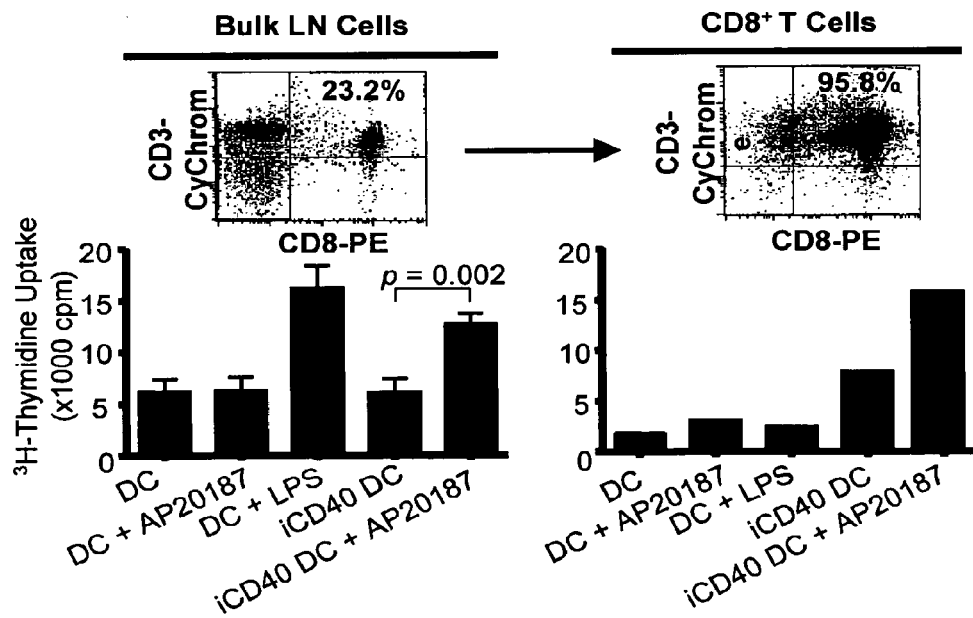 Bulk LN Cells
CD8⁺ T Cells
CD3-
CyChrom
23.2%
CD8-PE
CD3-
CyChrom
95.8%
e.
CD8-PE
³H-Thymidine Uptake
(x1000 cpm)
20
15
10
5
0
p = 0.002
DC
DC + AP20187
DC + LPS
iCD40 DC
iCD40 DC + AP20187
20
15
10
5
0
DC
DC + AP20187
DC + LPS
iCD40 DC
iCD40 DC + AP20187